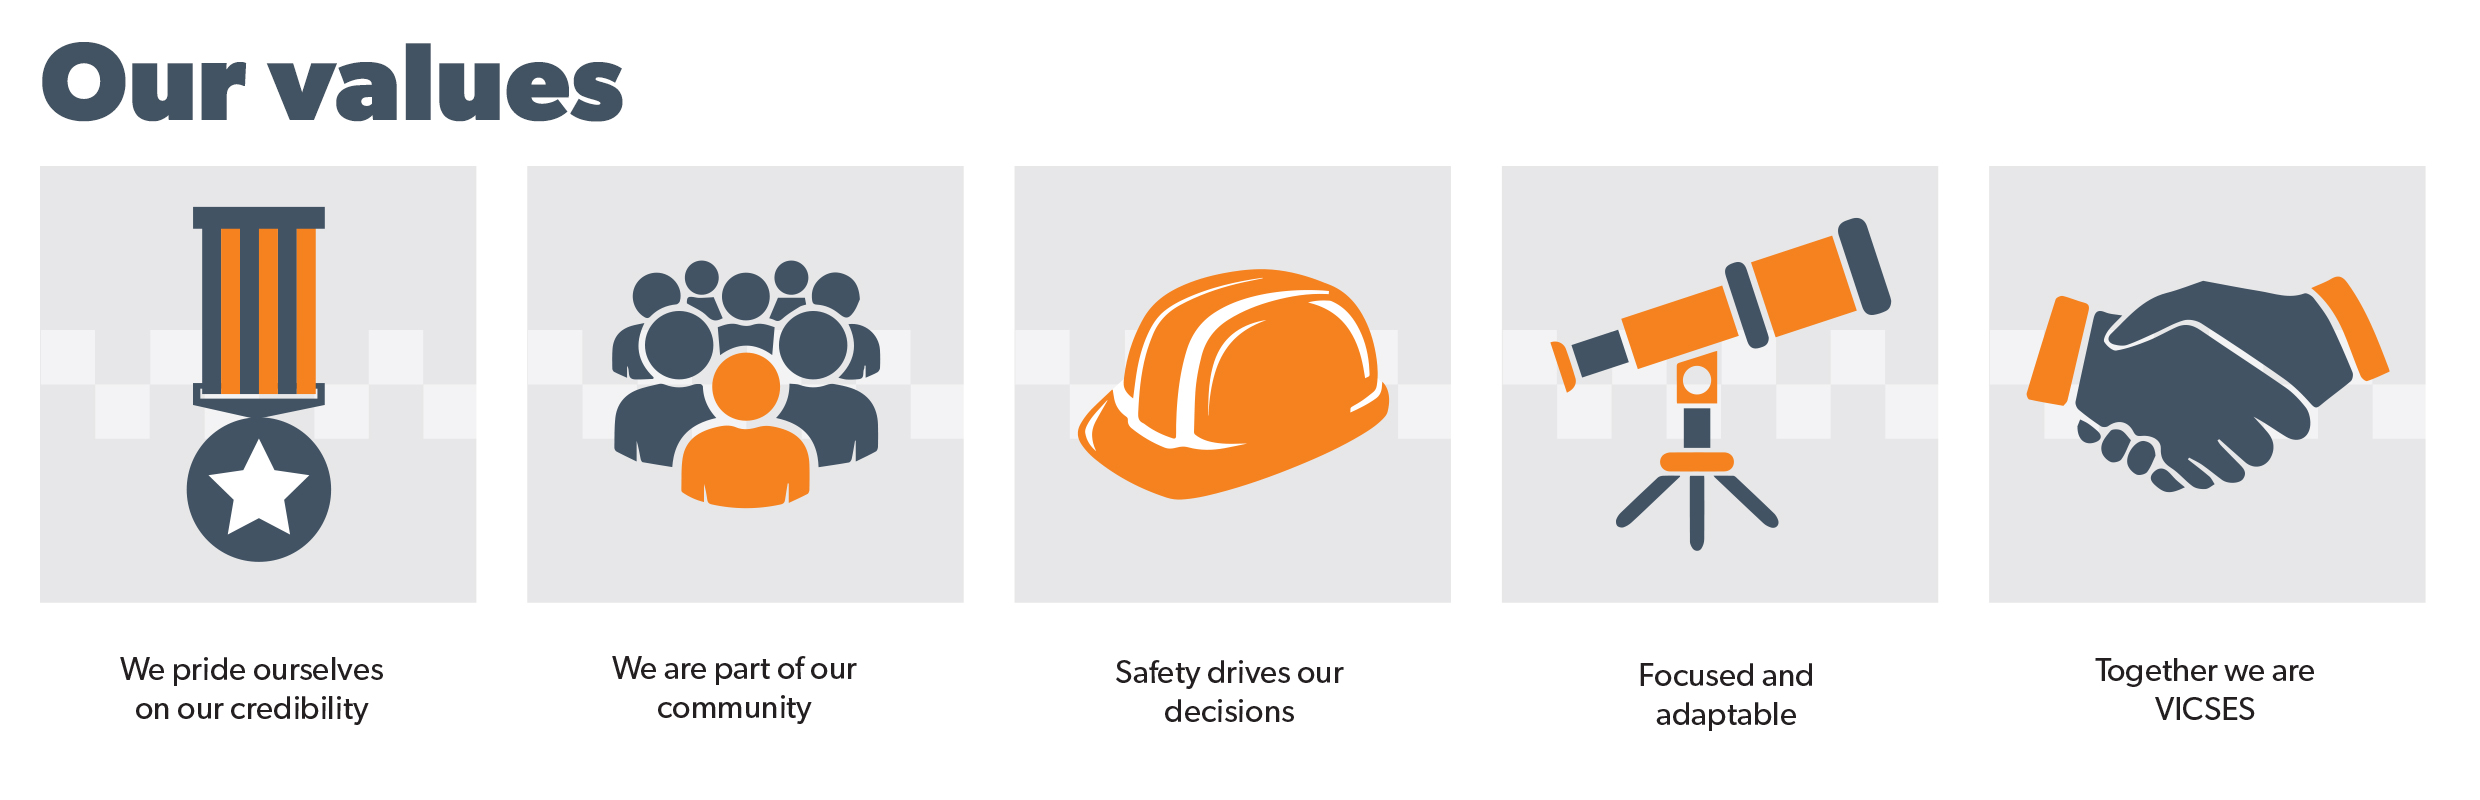 Our values
We pride ourselves
on our credibility
We are part of our
community
Safety drives our
decisions
Focused and
adaptable
Together we are
VICSES